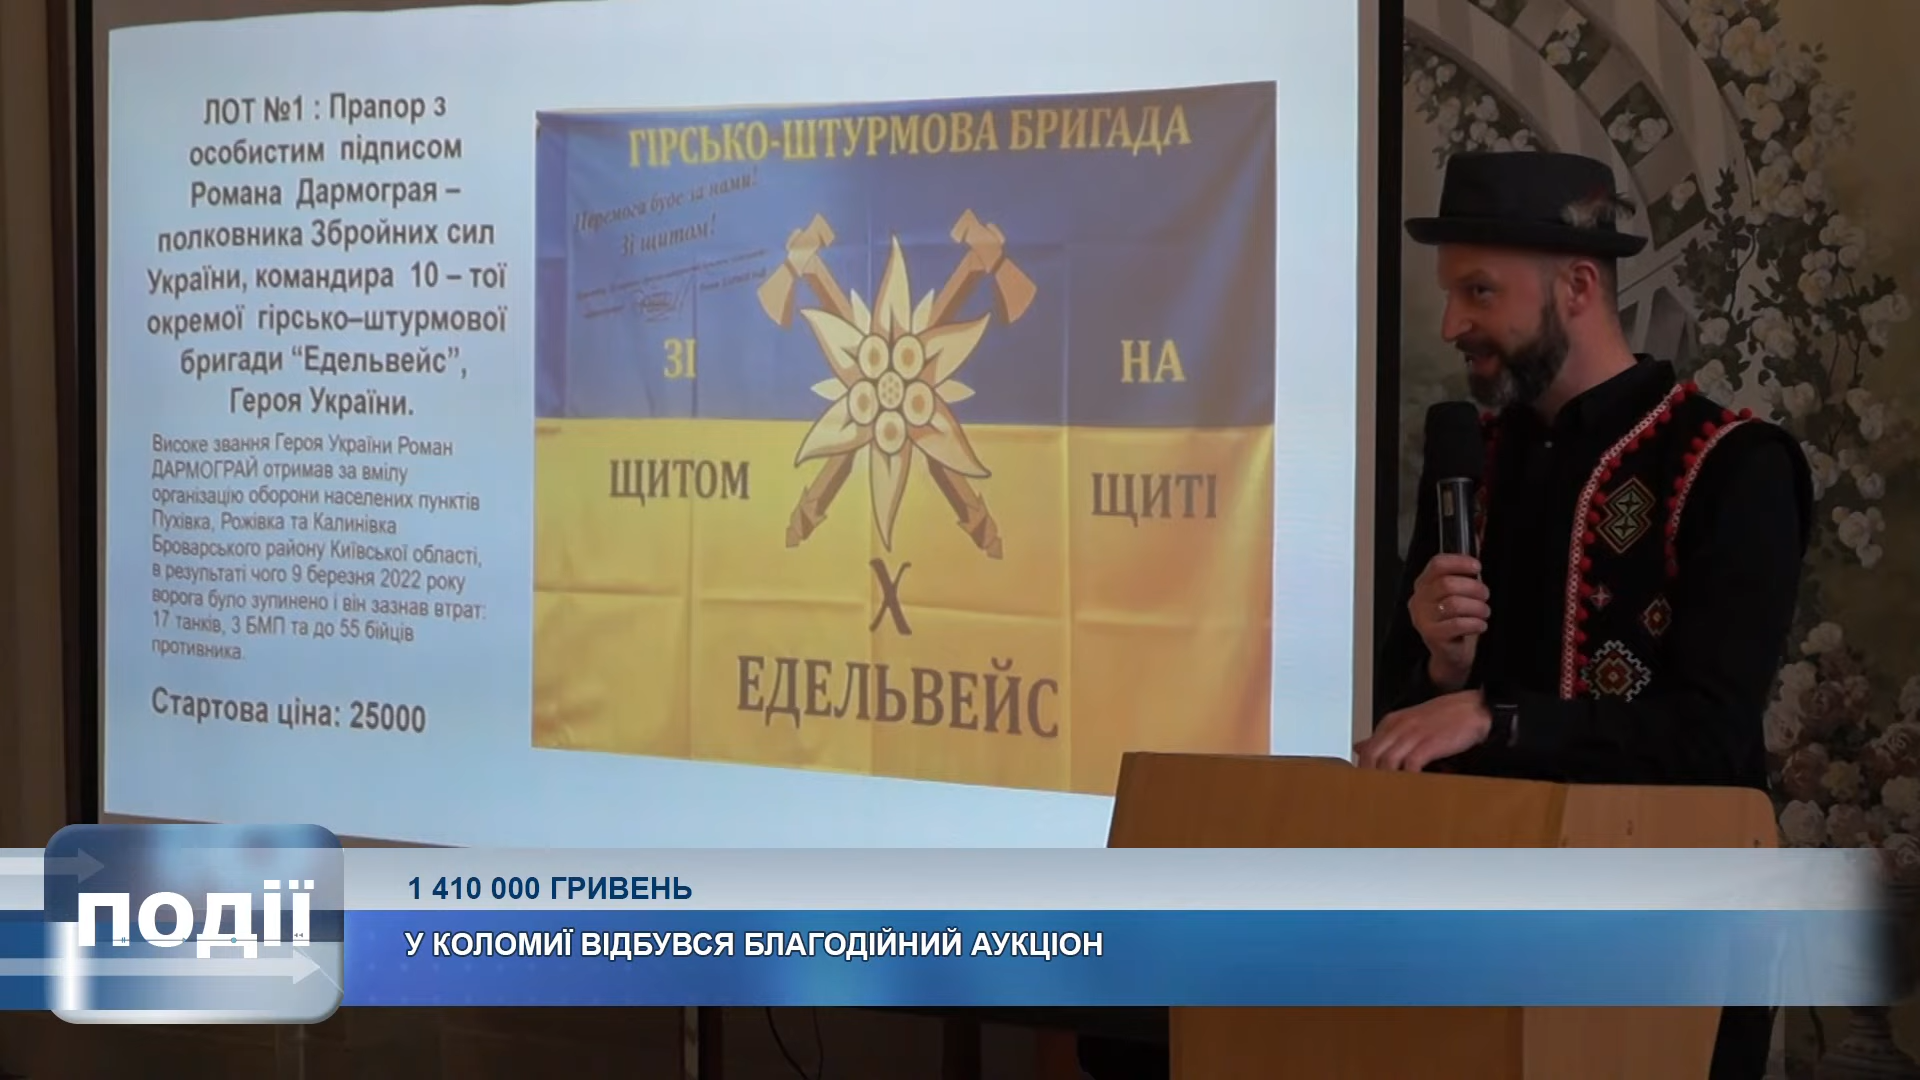 ЛОТ №1 : Прапор з
особистим підписом
Романа Дармограя –
полковника Збройних сил
України, командира 10 – тої
окремої гірсько–штурмової
бригади “Едельвейс”,
Героя України.
Високе звання Героя України Роман
ДАРМОГРАЙ отримав за вмілу
організацію оборони населених пунктів
Пухівка, Рожівка та Калинівка
Броварського району Київської області,
в результаті чого 9 березня 2022 року
ворога було зупинено і він зазнав втрат:
17 танків, 3 БМП та до 55 бійців
противника.
Стартова ціна: 25000
ГІРСЬКО-ШТУРМОВА БРИГАДА
Перемога буде за нами!
Зі щитом!
ЗІ НА
ЩИТОМ ЩИТІ
X
ЕДЕЛЬВЕЙС
події
1 410 000 ГРИВЕНЬ
У КОЛОМИЇ ВІДБУВСЯ БЛАГОДІЙНИЙ АУКЦІОН